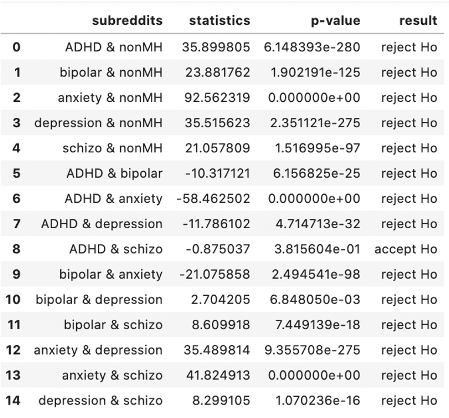 subreddits statistics p-value result
0 ADHD & nonMH 35.899805 6.148393e-280 reject Ho
1 bipolar & nonMH 23.881762 1.902191e-125 reject Ho
2 anxiety & nonMH 92.562319 0.000000e+00 reject Ho
3 depression & nonMH 35.515623 2.351121e-275 reject Ho
4 schizo & nonMH 21.057809 1.516995e-97 reject Ho
5 ADHD & bipolar -10.317121 6.156825e-25 reject Ho
6 ADHD & anxiety -58.462502 0.000000e+00 reject Ho
7 ADHD & depression -11.786102 4.714713e-32 reject Ho
8 ADHD & schizo -0.875037 3.815604e-01 accept Ho
9 bipolar & anxiety -21.075858 2.494541e-98 reject Ho
10 bipolar & depression 2.704205 6.848050e-03 reject Ho
11 bipolar & schizo 8.609918 7.449139e-18 reject Ho
12 anxiety & depression 35.489814 9.355708e-275 reject Ho
13 anxiety & schizo 41.824913 0.000000e+00 reject Ho
14 depression & schizo 8.299105 1.070236e-16 reject Ho